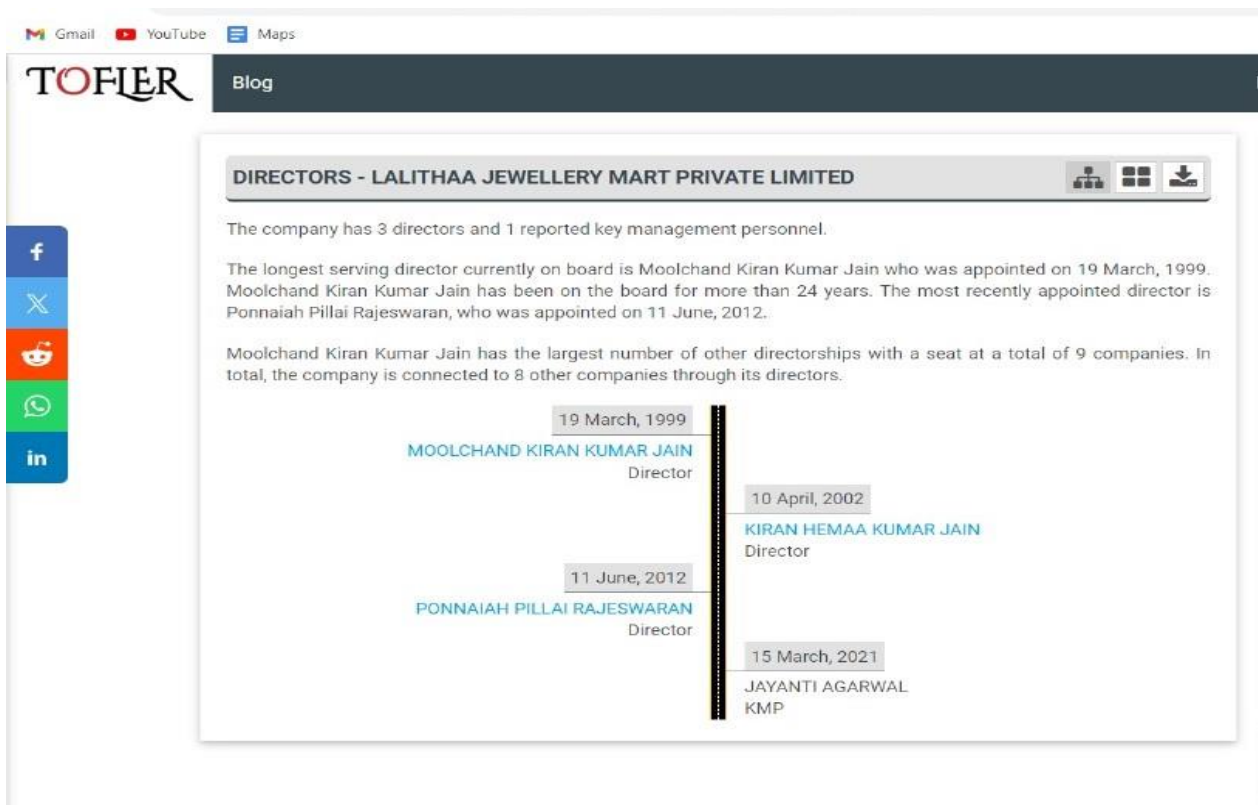 Gmail YouTube Maps
TOFLER Blog
DIRECTORS - LALITHAA JEWELLERY MART PRIVATE LIMITED
The company has 3 directors and 1 reported key management personnel.
The longest serving director currently on board is Moolchand Kiran Kumar Jain who was appointed on 19 March, 1999.
Moolchand Kiran Kumar Jain has been on the board for more than 24 years. The most recently appointed director is
Ponnaiah Pillai Rajeswaran, who was appointed on 11 June, 2012.
Moolchand Kiran Kumar Jain has the largest number of other directorships with a seat at a total of 9 companies. In
total, the company is connected to 8 other companies through its directors.
19 March, 1999
MOOLCHAND KIRAN KUMAR JAIN
Director
10 April, 2002
KIRAN HEMAA KUMAR JAIN
Director
11 June, 2012
PONNAIAH PILLAI RAJESWARAN
Director
15 March, 2021
JAYANTI AGARWAL
KMP
f
in